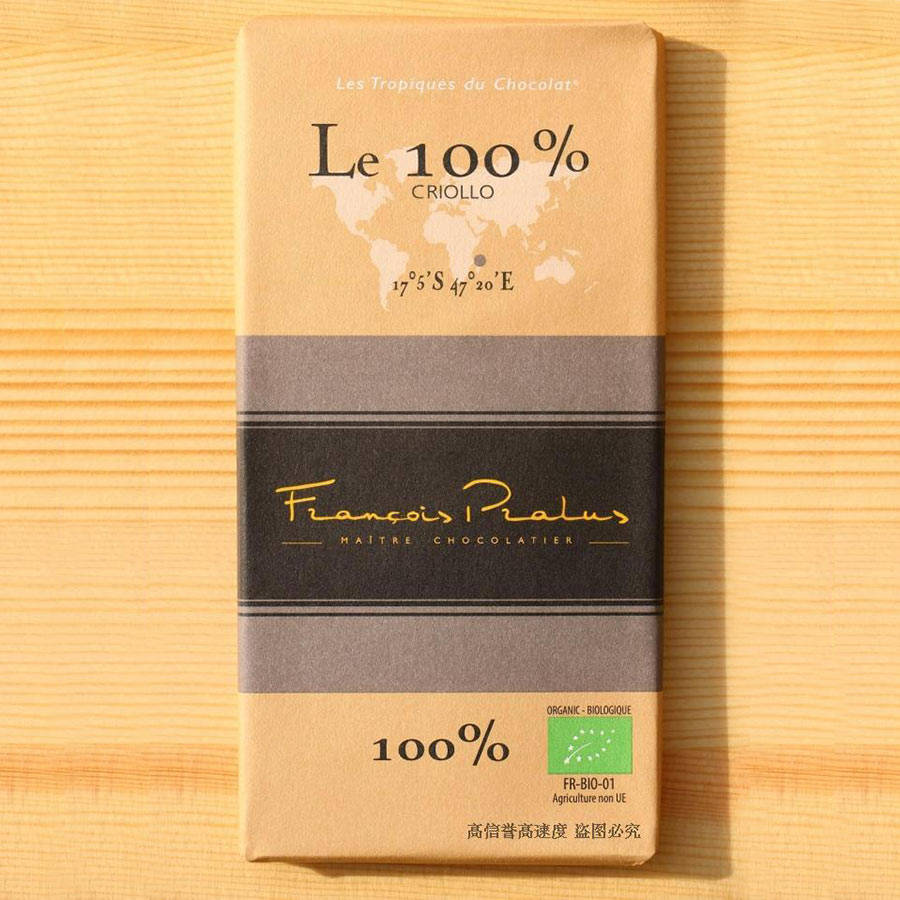 Les Tropiques du Chocolat®
Le 100%
CRIOLLO
17°5'S 47°20'E
François Pralus
MAÎTRE CHOCOLATIER
100%
ORGANIC - BIOLOGIQUE
FR-BIO-01
Agriculture non UE
高信誉高速度 盗图必究